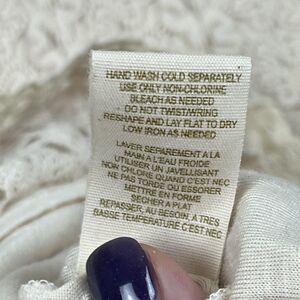 HAND WASH COLD SEPARATELY
USE ONLY NON-CHLORINE
BLEACH AS NEEDED
DO NOT TWIST/WRING
RESHAPE AND LAY FLAT TO DRY
LOW IRON AS NEEDED
LAVER SEPAREMENT A LA
MAIN A L'EAU FROIDE
UTILISER UN JAVELLISANT
NON CHLORE QUAND C'EST NEC
NE PAS TORDE OU ESSORER
METTRE EN FORME
SECHER A PLAT
REPASSER, AU BESOIN, A TRES
BASSE TEMPERATURE C'EST NEC